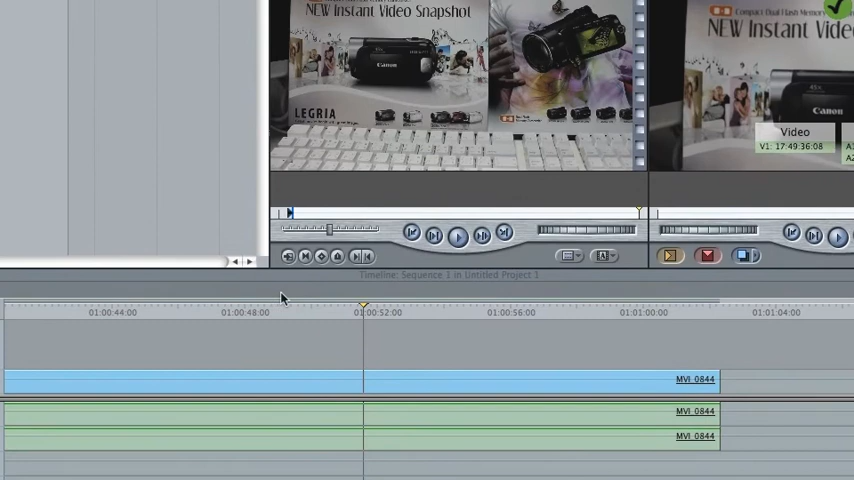 NEW Instant Video Snapshot
Canon
LEGRIA
Compact Dual Flash Memory
NEW Instant Vide
Canon
Video
V1: 17:49:36:08
A2
Timeline: Sequence 1 in Untitled Project 1
01:00:44:00
01:00:48:00
01:00:52:00
01:00:56:00
01:01:00:00
01:01:04:00
MVI_0844
MVI_0844
MVI_0844